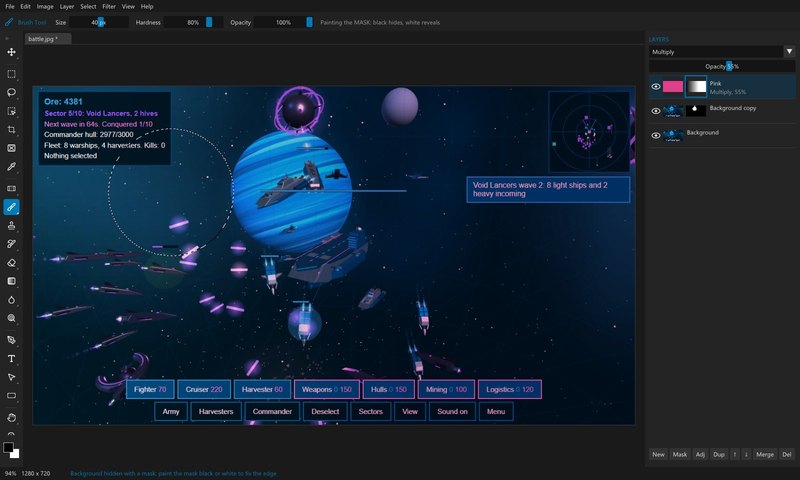 File Edit Image Layer Select Filter View Help
Brush Tool Size 40 px Hardness 80% Opacity 100% Painting the MASK: black hides, white reveals
battle.jpg *
Ore: 4381
Sector 5/10: Void Lancers, 2 hives
Next wave in 64s. Conquered 1/10
Commander hull: 2977/3000
Fleet: 8 warships, 4 harvesters. Kills: 0
Nothing selected
Void Lancers wave 2: 8 light ships and 2
heavy incoming
Fighter 70 Cruiser 220 Harvester 60 Weapons 0 150 Hulls 0 150 Mining 0 100 Logistics 0 120
Army Harvesters Commander Deselect Sectors View Sound on Menu
LAYERS
Multiply
Opacity 55%
Pink
Multiply, 55%
Background copy
Background
New Mask Adj Dup ↑ ↓ Merge Del
94% 1280 x 720 Background hidden with a mask: paint the mask black or white to fix the edge